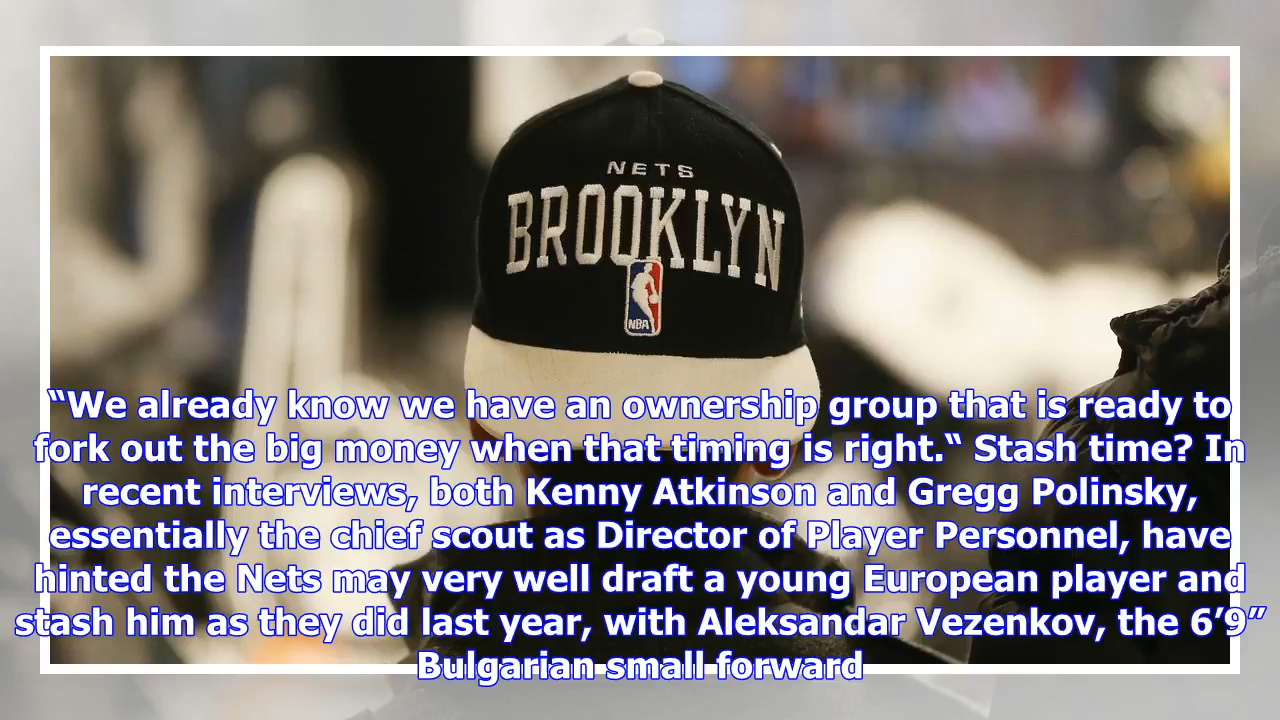 NETS
BROOKLYN
NBA
“We already know we have an ownership group that is ready to
fork out the big money when that timing is right.“ Stash time? In
recent interviews, both Kenny Atkinson and Gregg Polinsky,
essentially the chief scout as Director of Player Personnel, have
hinted the Nets may very well draft a young European player and
stash him as they did last year, with Aleksandar Vezenkov, the 6’9”
Bulgarian small forward